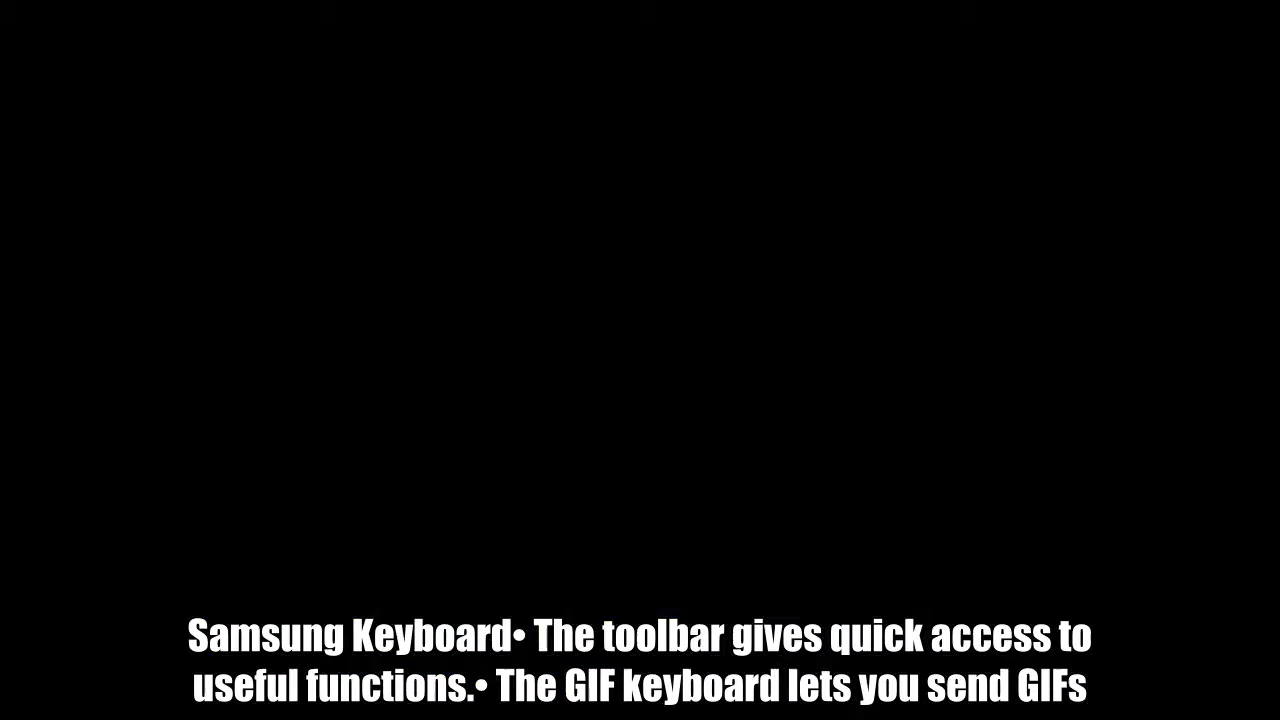 Samsung Keyboard• The toolbar gives quick access to
useful functions.• The GIF keyboard lets you send GIFs